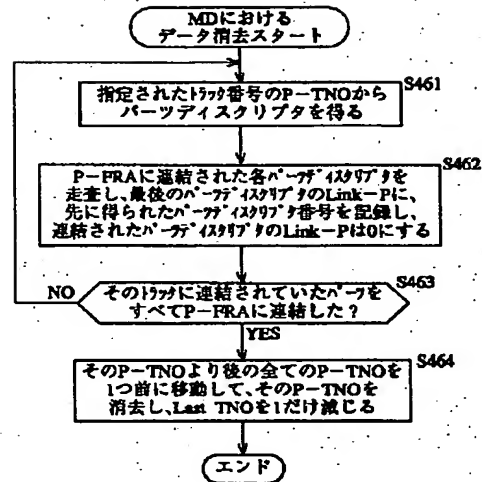 MDにおける
データ消去スタート
S461
指定されたﾄﾗｯｸ番号のP-TNOから
パーツディスクリプタを得る
S462
P-FRAに連結された各ﾊﾟｰﾂﾃﾞｨｽｸﾘﾌﾟﾀを
走査し、最後のﾊﾟｰﾂﾃﾞｨｽｸﾘﾌﾟﾀのLink-Pに、
先に得られたﾊﾟｰﾂﾃﾞｨｽｸﾘﾌﾟﾀ番号を記録し、
連結されたﾊﾟｰﾂﾃﾞｨｽｸﾘﾌﾟﾀのLink-Pは0にする
S463
NO
そのﾄﾗｯｸに連結されていたﾊﾟｰﾂを
すべてP-FRAに連結した?
YES
S464
そのP-TNOより後の全てのP-TNOを
1つ前に移動して、そのP-TNOを
消去し、Last TNOを1だけ減じる
エンド